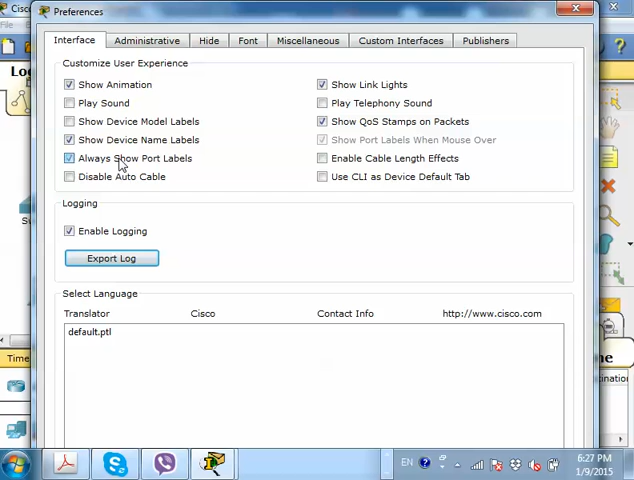 Cisco
Preferences
File
Interface Administrative Hide Font Miscellaneous Custom Interfaces Publishers
Customize User Experience
Show Animation Show Link Lights
Play Sound Play Telephony Sound
Show Device Model Labels Show QoS Stamps on Packets
Show Device Name Labels Show Port Labels When Mouse Over
Always Show Port Labels Enable Cable Length Effects
Disable Auto Cable Use CLI as Device Default Tab
Logging
Enable Logging
Export Log
Select Language
Translator Cisco Contact Info http://www.cisco.com
default.ptl
Time
EN
6:27 PM
1/9/2015